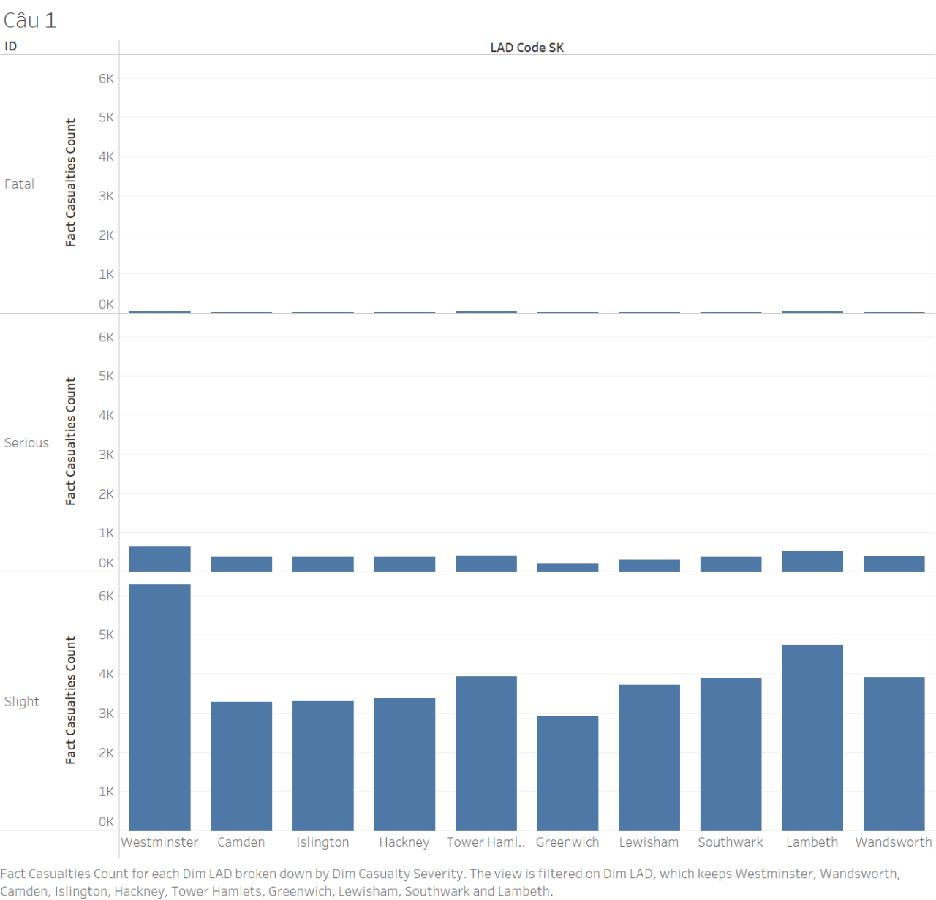 Câu 1
ID
LAD Code SK
Fatal
Fact Casualties Count
6K
5K
4K
3K
2K
1K
0K
Serious
Fact Casualties Count
6K
5K
4K
3K
2K
1K
0K
Slight
Fact Casualties Count
6K
5K
4K
3K
2K
1K
0K
Westminster Camden Islington Hackney Tower Haml.. Greenwich Lewisham Southwark Lambeth Wandsworth
Fact Casualties Count for each Dim LAD broken down by Dim Casualty Severity. The view is filtered on Dim LAD, which keeps Westminster, Wandsworth,
Camden, Islington, Hackney, Tower Hamlets, Greenwich, Lewisham, Southwark and Lambeth.